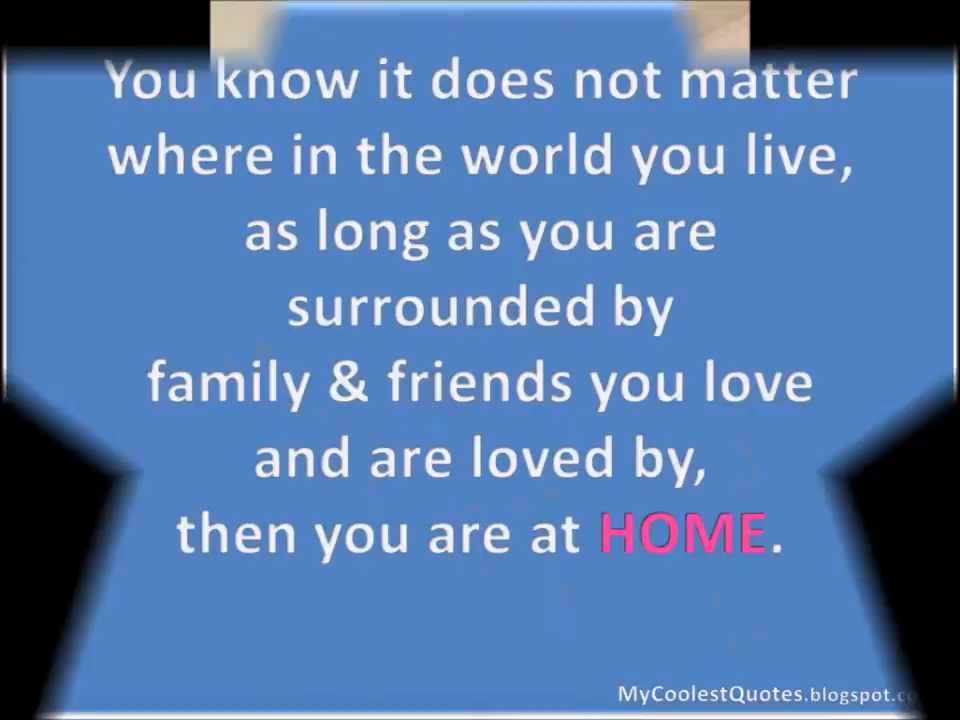 You know it does not matter
where in the world you live,
as long as you are
surrounded by
family & friends you love
and are loved by,
then you are at HOME.
MyCoolestQuotes.blogspot.co